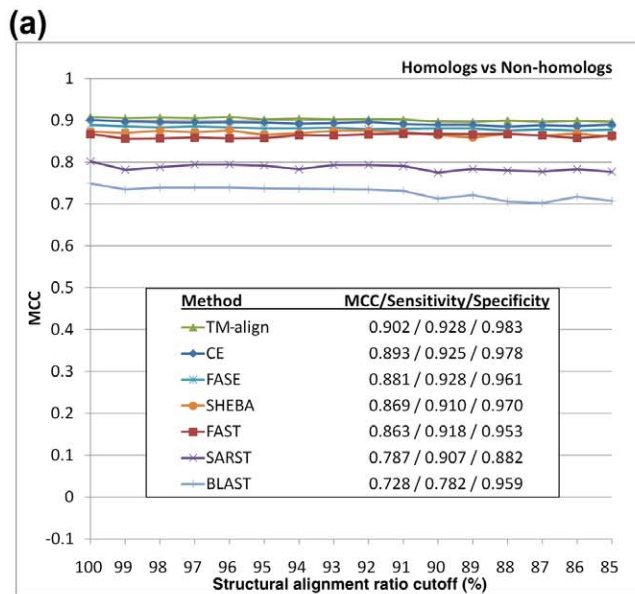 (a)
Homologs vs Non-homologs
1
0.9
0.8
0.7
0.6
0.5
0.4
0.3
0.2
0.1
0
-0.1
MCC
Method MCC/Sensitivity/Specificity
TM-align 0.902 / 0.928 / 0.983
CE 0.893 / 0.925 / 0.978
FASE 0.881 / 0.928 / 0.961
SHEBA 0.869 / 0.910 / 0.970
FAST 0.863 / 0.918 / 0.953
SARST 0.787 / 0.907 / 0.882
BLAST 0.728 / 0.782 / 0.959
100 99 98 97 96 95 94 93 92 91 90 89 88 87 86 85
Structural alignment ratio cutoff (%)